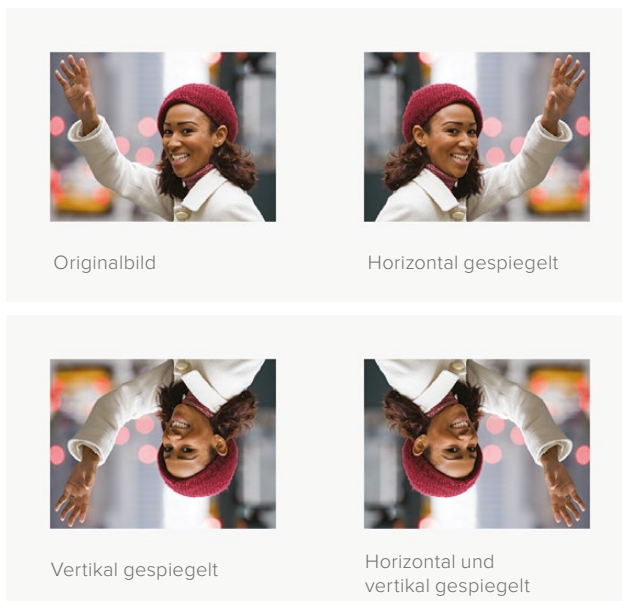 Originalbild
Horizontal gespiegelt
Vertikal gespiegelt
Horizontal und
vertikal gespiegelt